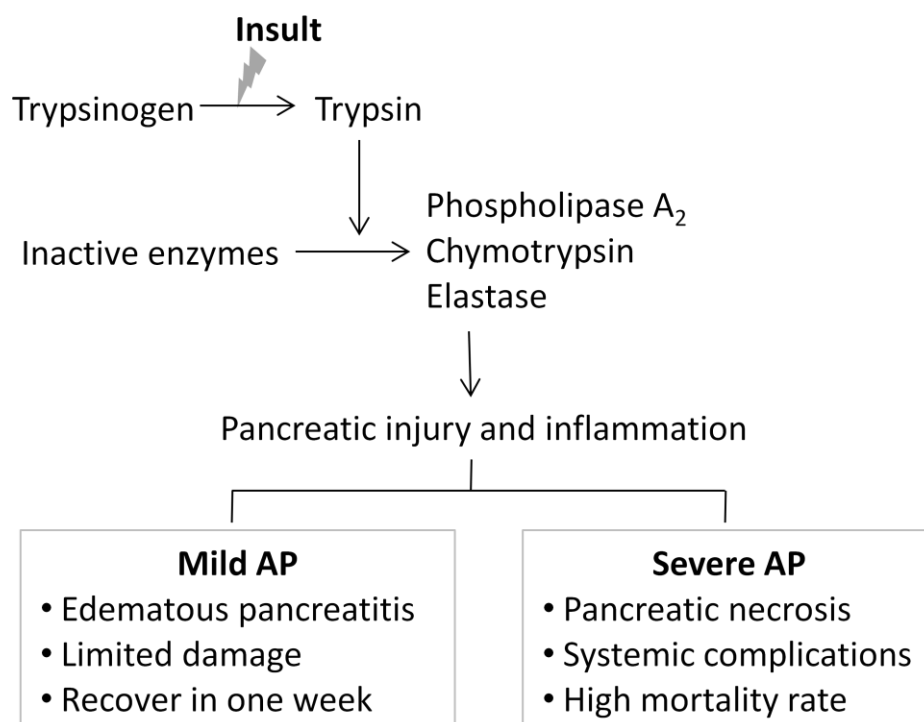 Insult
Trypsinogen Trypsin
Phospholipase A₂
Inactive enzymes Chymotrypsin
Elastase
Pancreatic injury and inflammation
Mild AP
• Edematous pancreatitis
• Limited damage
• Recover in one week
Severe AP
• Pancreatic necrosis
• Systemic complications
• High mortality rate